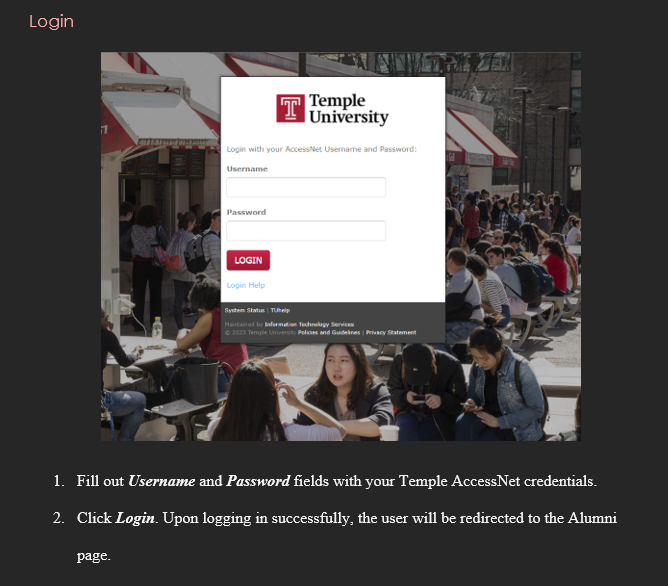 Login
Temple
University
Login with your AccessNet Username and Password:
Username
Password
LOGIN
Login Help
System Status | TUhelp
Maintained by Information Technology Services
© 2023 Temple University Policies and Guidelines | Privacy Statement
1. Fill out Username and Password fields with your Temple AccessNet credentials.
2. Click Login. Upon logging in successfully, the user will be redirected to the Alumni
page.